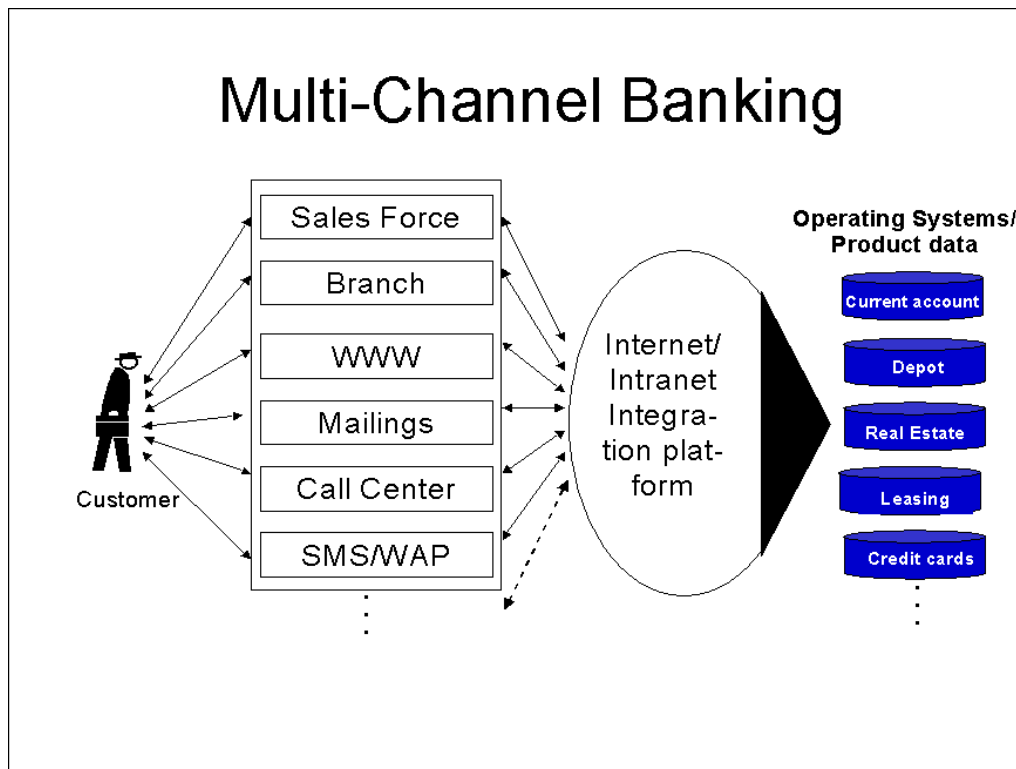 Multi-Channel Banking
Customer
Sales Force
Branch
WWW
Mailings
Call Center
SMS/WAP
Internet/
Intranet
Integra-
tion plat-
form
Operating Systems/
Product data
Current account
Depot
Real Estate
Leasing
Credit cards